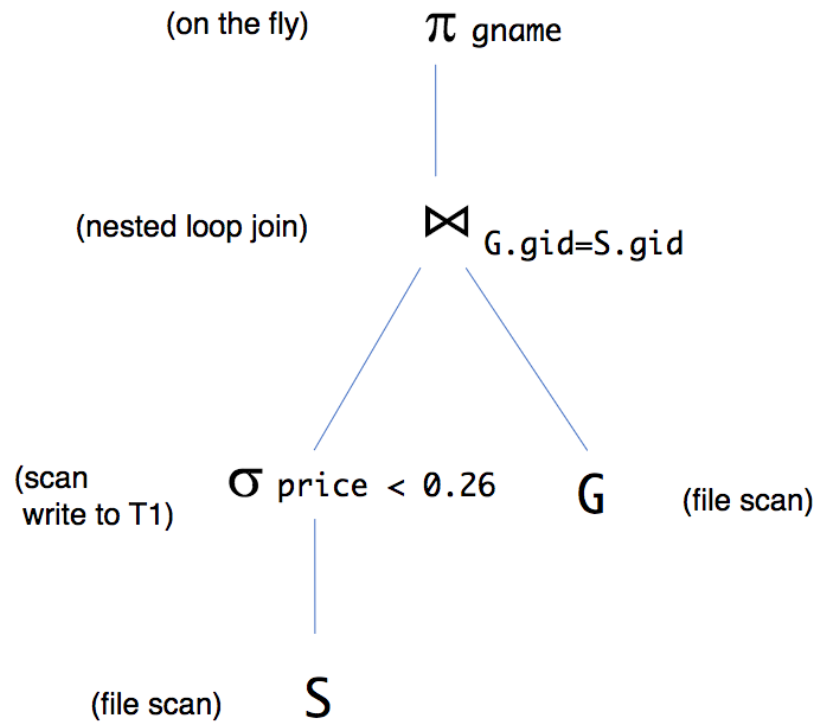 (on the fly) π gname
(nested loop join) ⋈ G.gid=S.gid
(scan
write to T1) σ price < 0.26 G (file scan)
(file scan) S